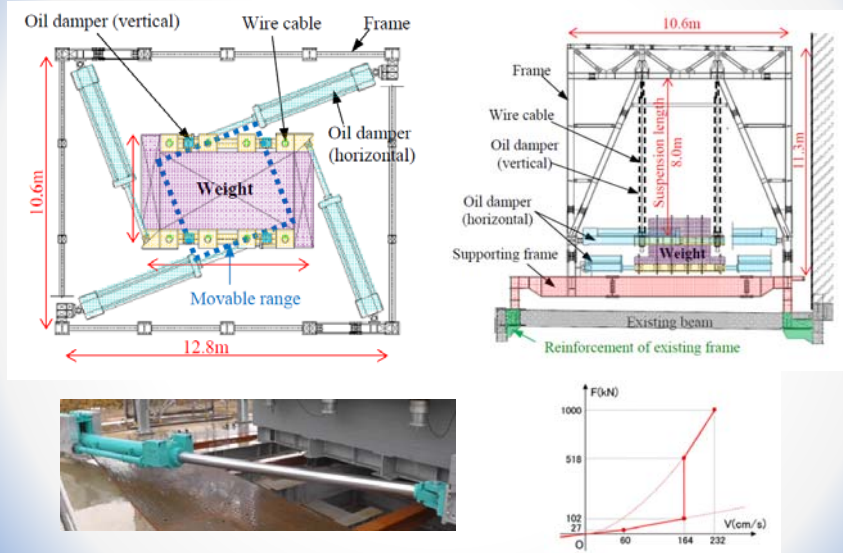 Oil damper (vertical)
Wire cable
Frame
Oil damper
(horizontal)
Weight
Movable range
10.6m
12.8m
10.6m
Frame
Wire cable
Oil damper
(vertical)
Oil damper
(horizontal)
Supporting frame
Suspension length
8.0m
11.3m
Weight
Existing beam
Reinforcement of existing frame
F(kN)
1000
518
102
27
O
60
164
232
V(cm/s)